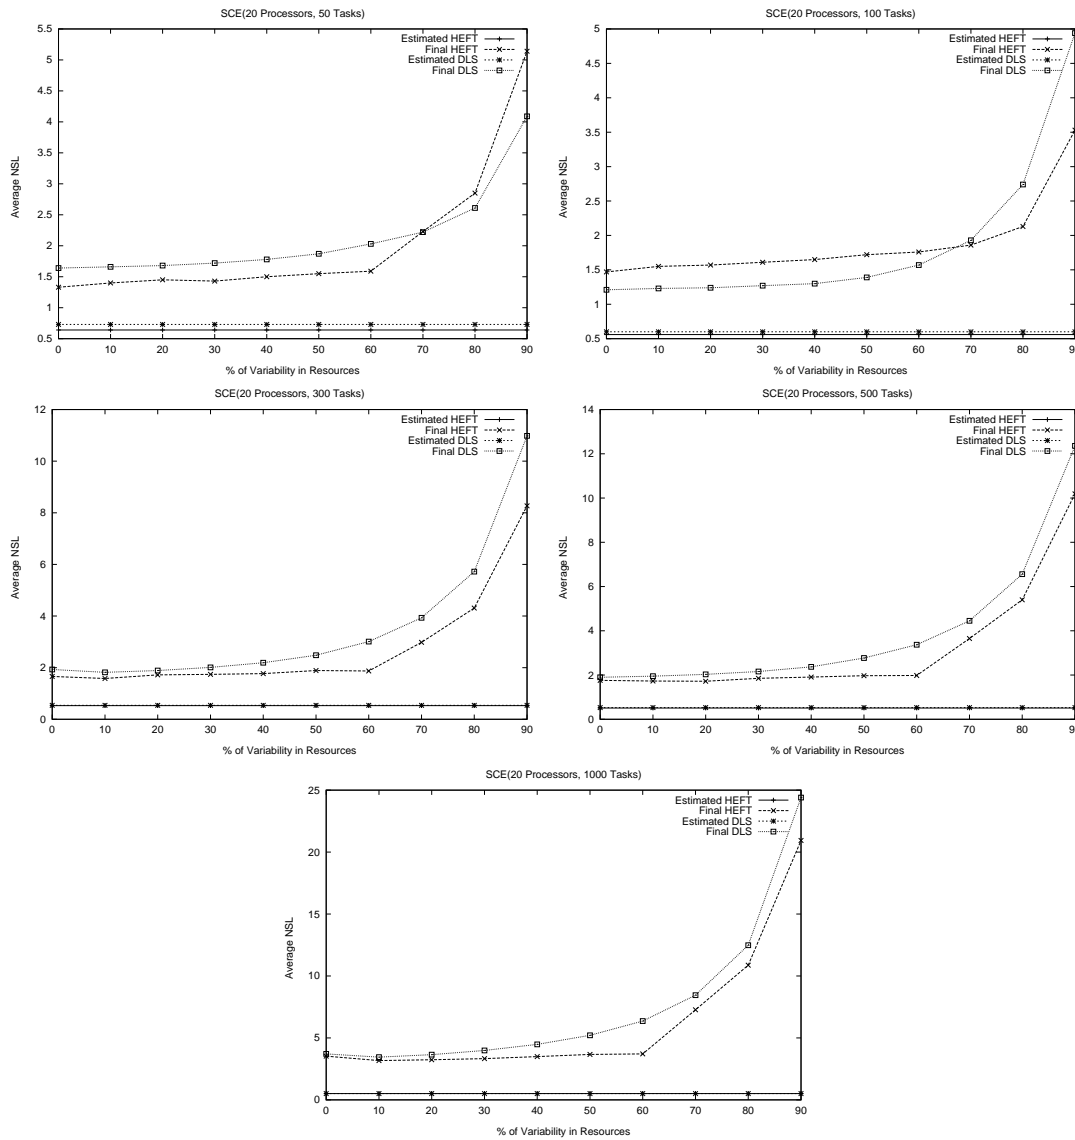 SCE(20 Processors, 50 Tasks)
Estimated HEFT
Final HEFT
Estimated DLS
Final DLS
Average NSL
5.5
5
4.5
4
3.5
3
2.5
2
1.5
1
0.5
0 10 20 30 40 50 60 70 80 90
% of Variability in Resources
SCE(20 Processors, 100 Tasks)
Estimated HEFT
Final HEFT
Estimated DLS
Final DLS
Average NSL
5
4.5
4
3.5
3
2.5
2
1.5
1
0.5
0 10 20 30 40 50 60 70 80 90
% of Variability in Resources
SCE(20 Processors, 300 Tasks)
Estimated HEFT
Final HEFT
Estimated DLS
Final DLS
Average NSL
12
10
8
6
4
2
0
0 10 20 30 40 50 60 70 80 90
% of Variability in Resources
SCE(20 Processors, 500 Tasks)
Estimated HEFT
Final HEFT
Estimated DLS
Final DLS
Average NSL
14
12
10
8
6
4
2
0
0 10 20 30 40 50 60 70 80 90
% of Variability in Resources
SCE(20 Processors, 1000 Tasks)
Estimated HEFT
Final HEFT
Estimated DLS
Final DLS
Average NSL
25
20
15
10
5
0
0 10 20 30 40 50 60 70 80 90
% of Variability in Resources